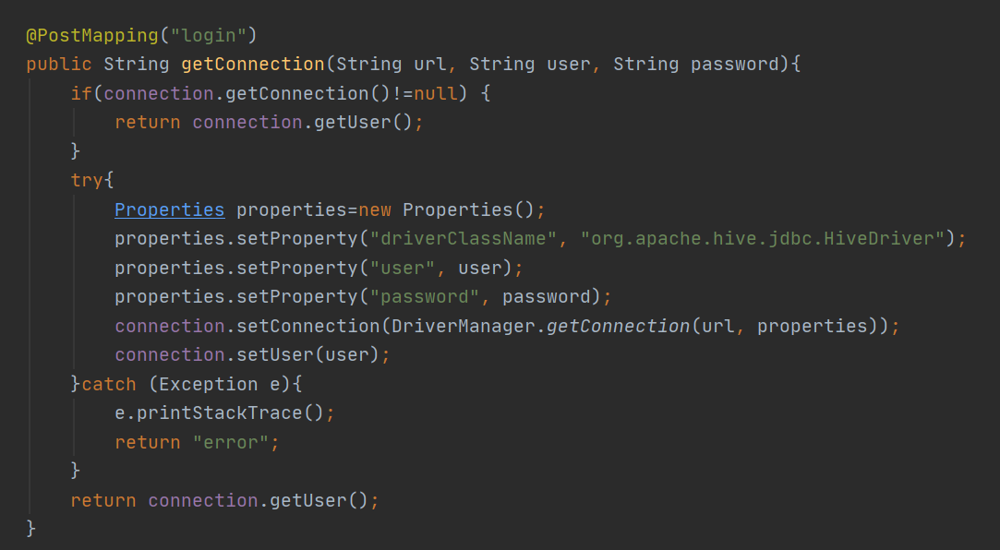 @PostMapping("login")
public String getConnection(String url, String user, String password){
if(connection.getConnection()!=null) {
return connection.getUser();
}
try{
Properties properties=new Properties();
properties.setProperty("driverClassName", "org.apache.hive.jdbc.HiveDriver");
properties.setProperty("user", user);
properties.setProperty("password", password);
connection.setConnection(DriverManager.getConnection(url, properties));
connection.setUser(user);
}catch (Exception e){
e.printStackTrace();
return "error";
}
return connection.getUser();
}